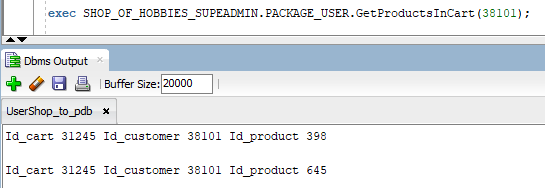 exec SHOP_OF_HOBBIES_SUPEADMIN.PACKAGE_USER.GetProductsInCart(38101);
Dbms Output
Buffer Size: 20000
UserShop_to_pdb
Id_cart 31245 Id_customer 38101 Id_product 398
Id_cart 31245 Id_customer 38101 Id_product 645